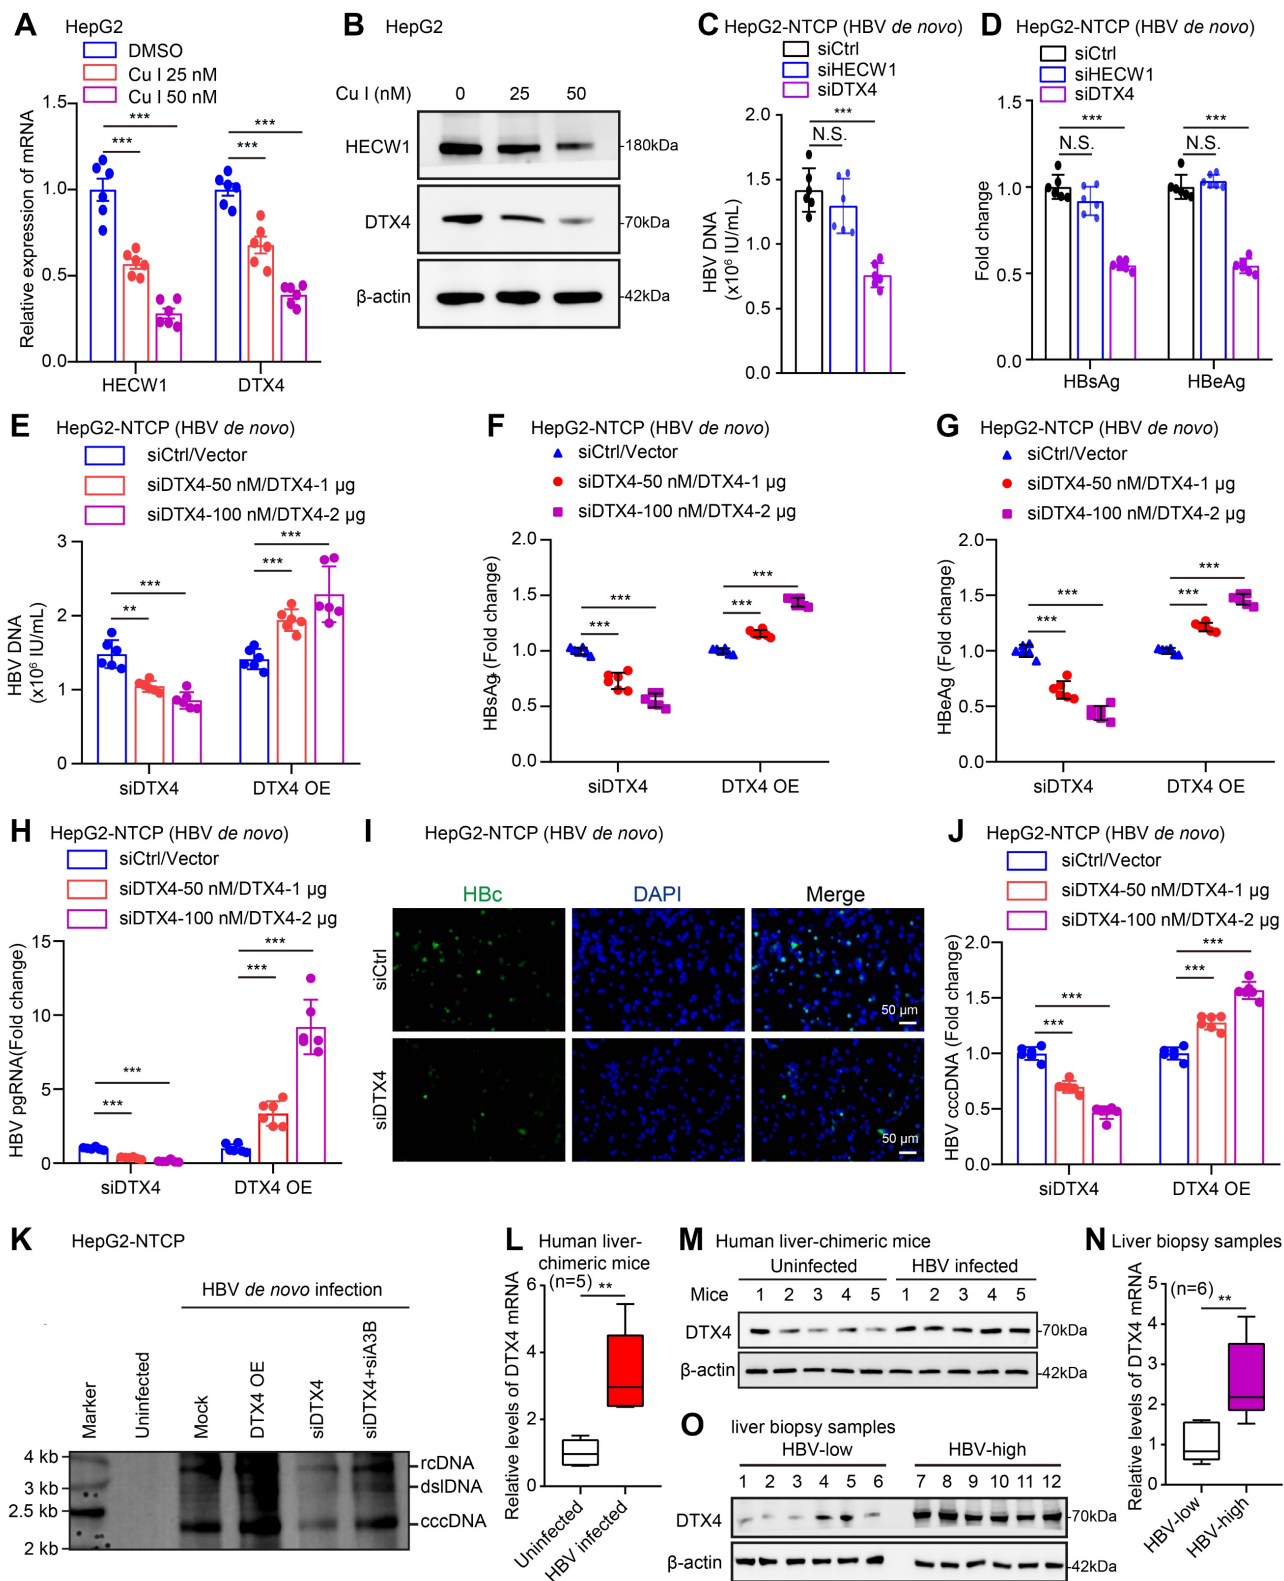 A HepG2
DMSO
Cu I 25 nM
Cu I 50 nM
Relative expression of mRNA
1.5
1.0
0.5
0.0
***
***
***
***
HECW1
DTX4
B HepG2
Cu I (nM) 0 25 50
HECW1 -180kDa
DTX4 -70kDa
β-actin -42kDa
C HepG2-NTCP (HBV de novo)
siCtrl
siHECW1
siDTX4
HBV DNA
(x10⁶ IU/mL)
2.0
1.5
1.0
0.5
0.0
***
N.S.
D HepG2-NTCP (HBV de novo)
siCtrl
siHECW1
siDTX4
Fold change
1.5
1.0
0.5
0.0
***
N.S.
***
N.S.
HBsAg
HBeAg
E HepG2-NTCP (HBV de novo)
siCtrl/Vector
siDTX4-50 nM/DTX4-1 µg
siDTX4-100 nM/DTX4-2 µg
HBV DNA
(x10⁶ IU/mL)
3
2
1
0
***
**
***
***
siDTX4
DTX4 OE
F HepG2-NTCP (HBV de novo)
siCtrl/Vector
siDTX4-50 nM/DTX4-1 µg
siDTX4-100 nM/DTX4-2 µg
HBsAg (Fold change)
2.0
1.5
1.0
0.5
0.0
***
***
***
***
siDTX4
DTX4 OE
G HepG2-NTCP (HBV de novo)
siCtrl/Vector
siDTX4-50 nM/DTX4-1 µg
siDTX4-100 nM/DTX4-2 µg
HBeAg (Fold change)
2.0
1.5
1.0
0.5
0.0
***
***
***
***
siDTX4
DTX4 OE
H HepG2-NTCP (HBV de novo)
siCtrl/Vector
siDTX4-50 nM/DTX4-1 µg
siDTX4-100 nM/DTX4-2 µg
HBV pgRNA(Fold change)
15
10
5
0
***
***
***
***
siDTX4
DTX4 OE
I HepG2-NTCP (HBV de novo)
HBc DAPI Merge
siCtrl
50 µm
siDTX4
50 µm
J HepG2-NTCP (HBV de novo)
siCtrl/Vector
siDTX4-50 nM/DTX4-1 µg
siDTX4-100 nM/DTX4-2 µg
HBV cccDNA (Fold change)
2.0
1.5
1.0
0.5
0.0
***
***
***
***
siDTX4
DTX4 OE
K HepG2-NTCP
HBV de novo infection
Marker
Uninfected
Mock
DTX4 OE
siDTX4
siDTX4+siA3B
4 kb
3 kb
2.5 kb
2 kb
rcDNA
dslDNA
cccDNA
L Human liver-
chimeric mice
(n=5)
**
Relative levels of DTX4 mRNA
6
4
2
0
Uninfected
HBV infected
M Human liver-chimeric mice
Uninfected HBV infected
Mice 1 2 3 4 5 1 2 3 4 5
DTX4 -70kDa
β-actin -42kDa
N Liver biopsy samples
(n=6)
**
Relative levels of DTX4 mRNA
5
4
3
2
1
0
HBV-low
HBV-high
O liver biopsy samples
HBV-low HBV-high
1 2 3 4 5 6 7 8 9 10 11 12
DTX4 -70kDa
β-actin -42kDa